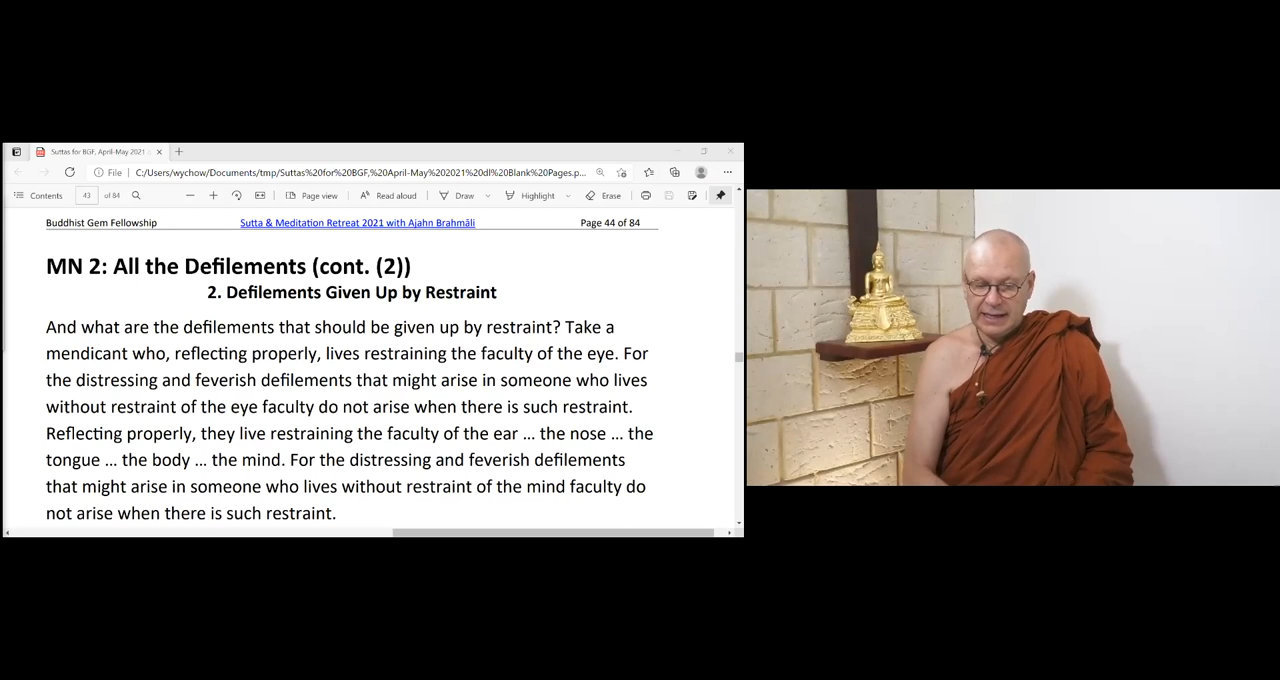 Suttas for BGF, April-May 2021
File
C:/Users/wychow/Documents/tmp/Suttas%20for%20BGF,%20April-May%202021%20dl%20Blank%20Pages.p...
Contents
43
of 84
Page view
Read aloud
Draw
Highlight
Erase
Buddhist Gem Fellowship
Sutta & Meditation Retreat 2021 with Ajahn Brahmāli
Page 44 of 84
MN 2: All the Defilements (cont. (2))
2. Defilements Given Up by Restraint
And what are the defilements that should be given up by restraint? Take a
mendicant who, reflecting properly, lives restraining the faculty of the eye. For
the distressing and feverish defilements that might arise in someone who lives
without restraint of the eye faculty do not arise when there is such restraint.
Reflecting properly, they live restraining the faculty of the ear ... the nose ... the
tongue ... the body ... the mind. For the distressing and feverish defilements
that might arise in someone who lives without restraint of the mind faculty do
not arise when there is such restraint.